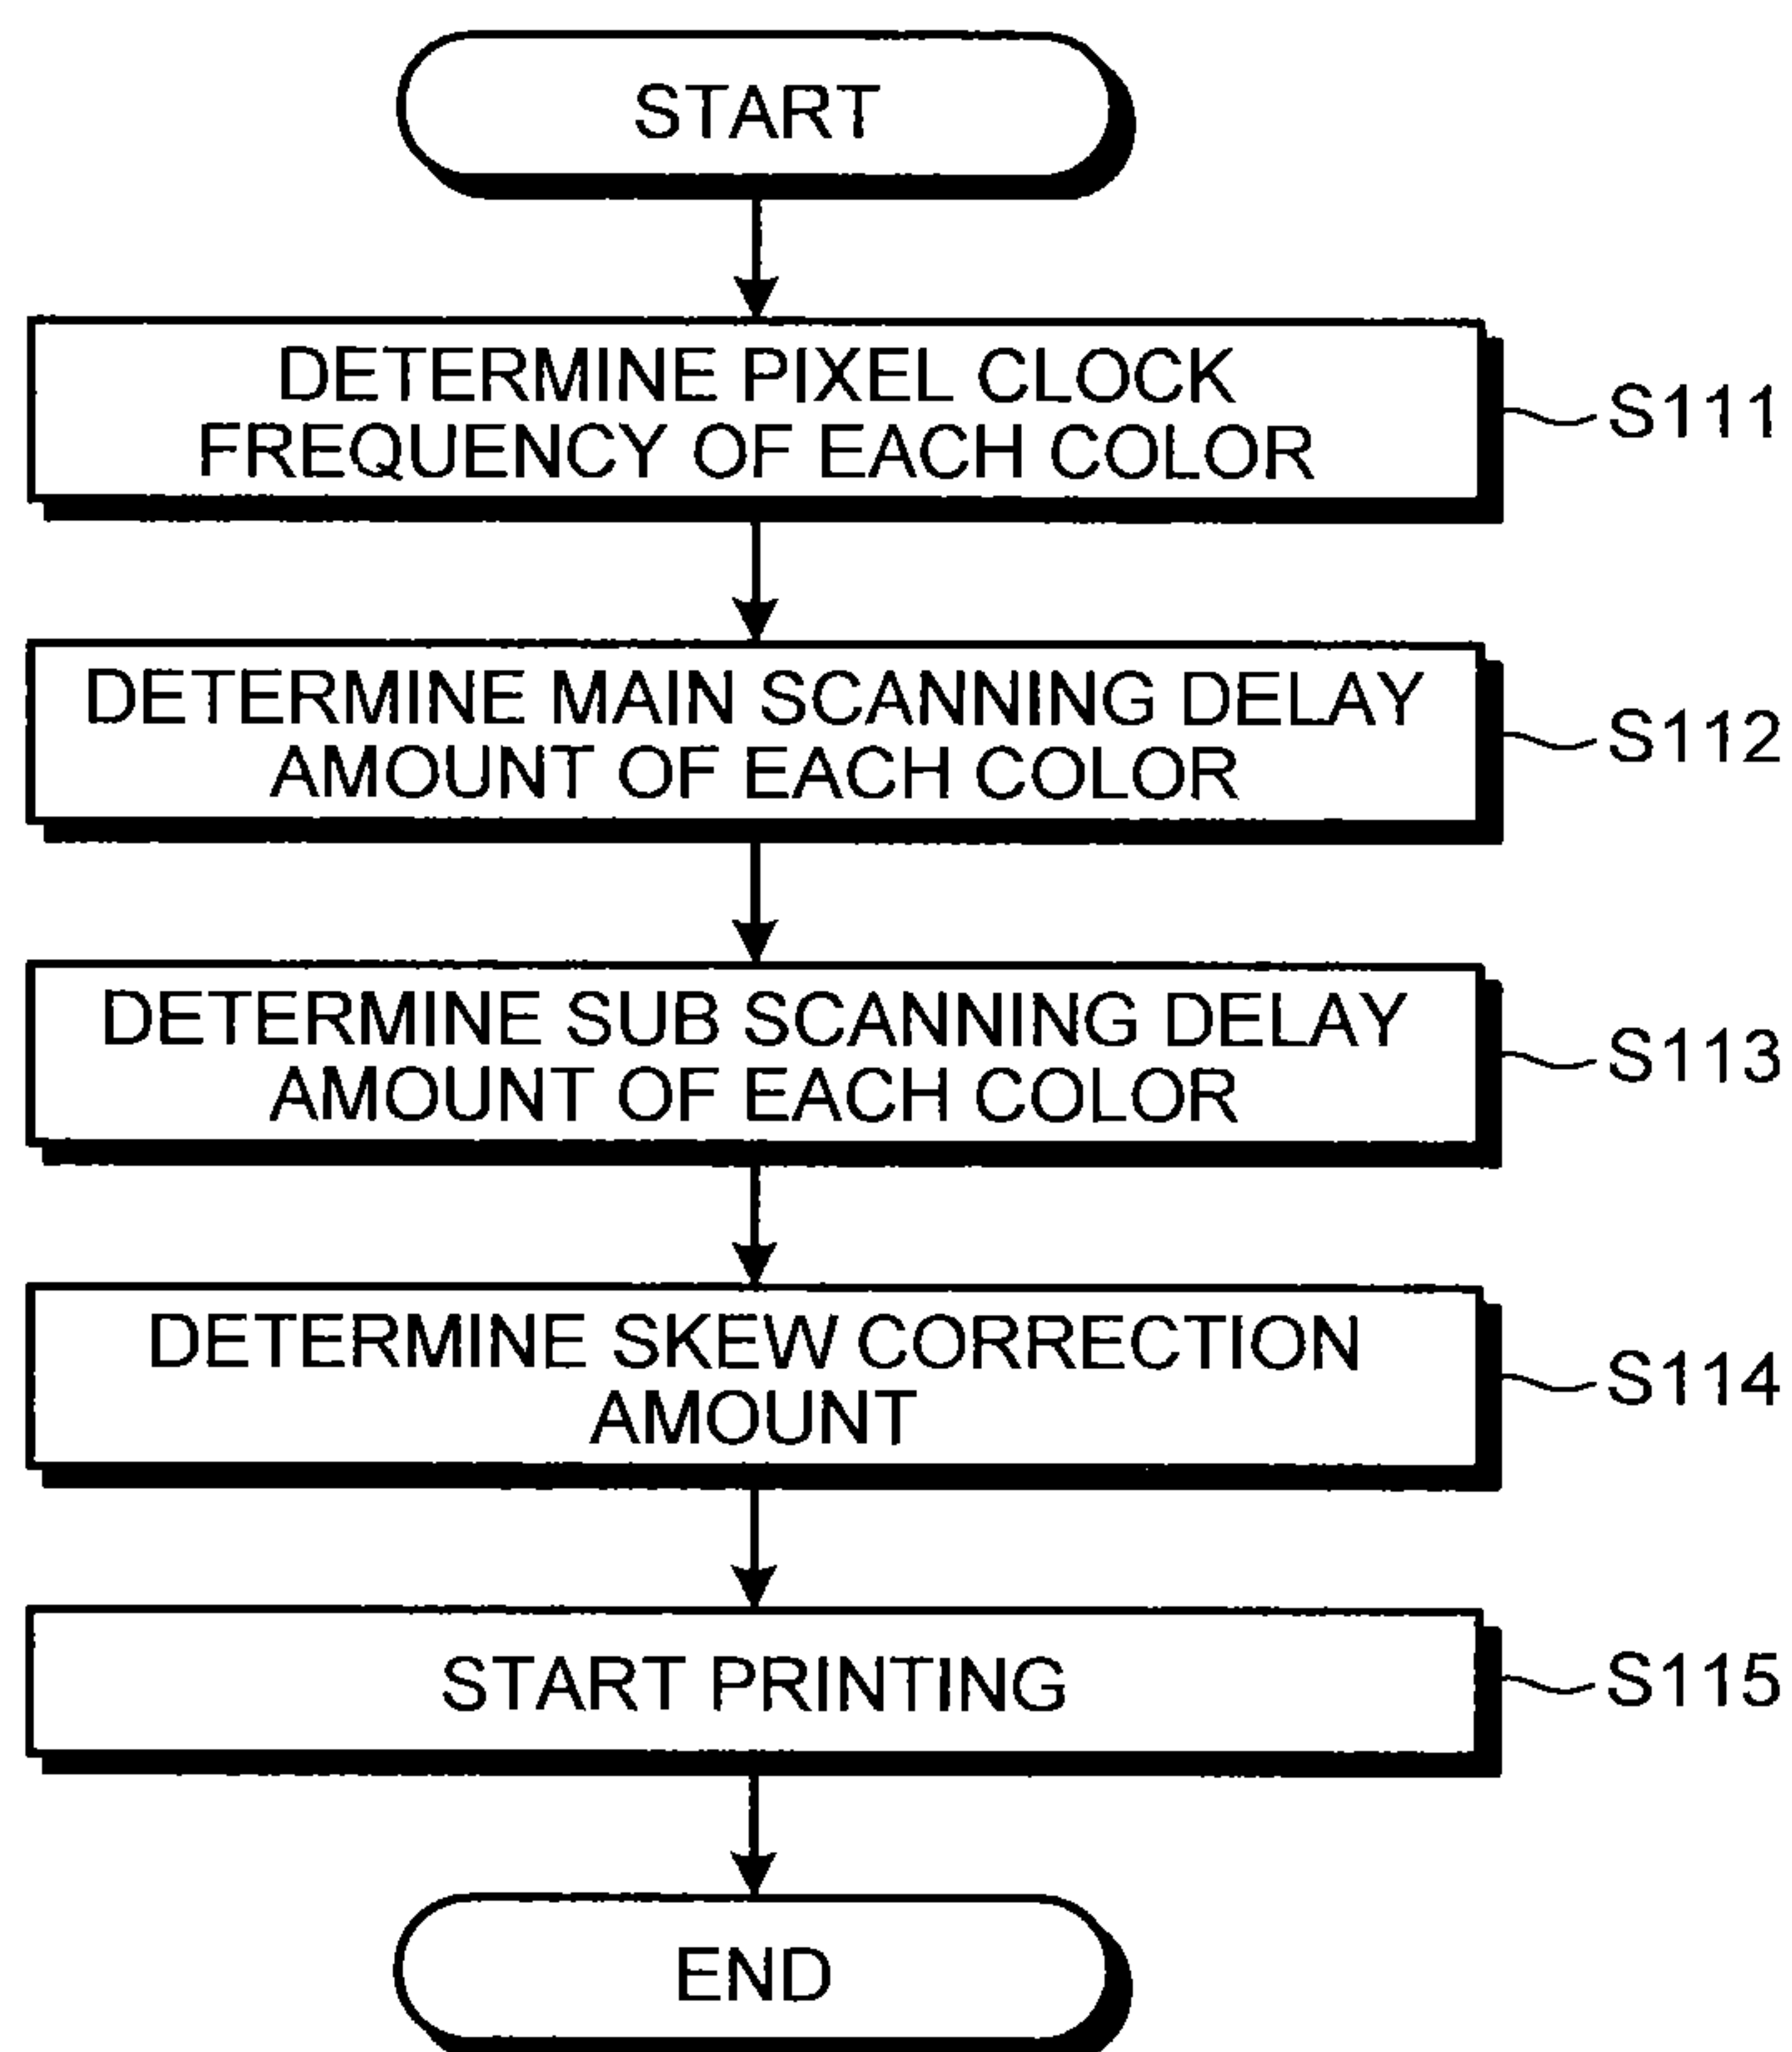 START
DETERMINE PIXEL CLOCK
FREQUENCY OF EACH COLOR
S111
DETERMINE MAIN SCANNING DELAY
AMOUNT OF EACH COLOR
S112
DETERMINE SUB SCANNING DELAY
AMOUNT OF EACH COLOR
S113
DETERMINE SKEW CORRECTION
AMOUNT
S114
START PRINTING
S115
END